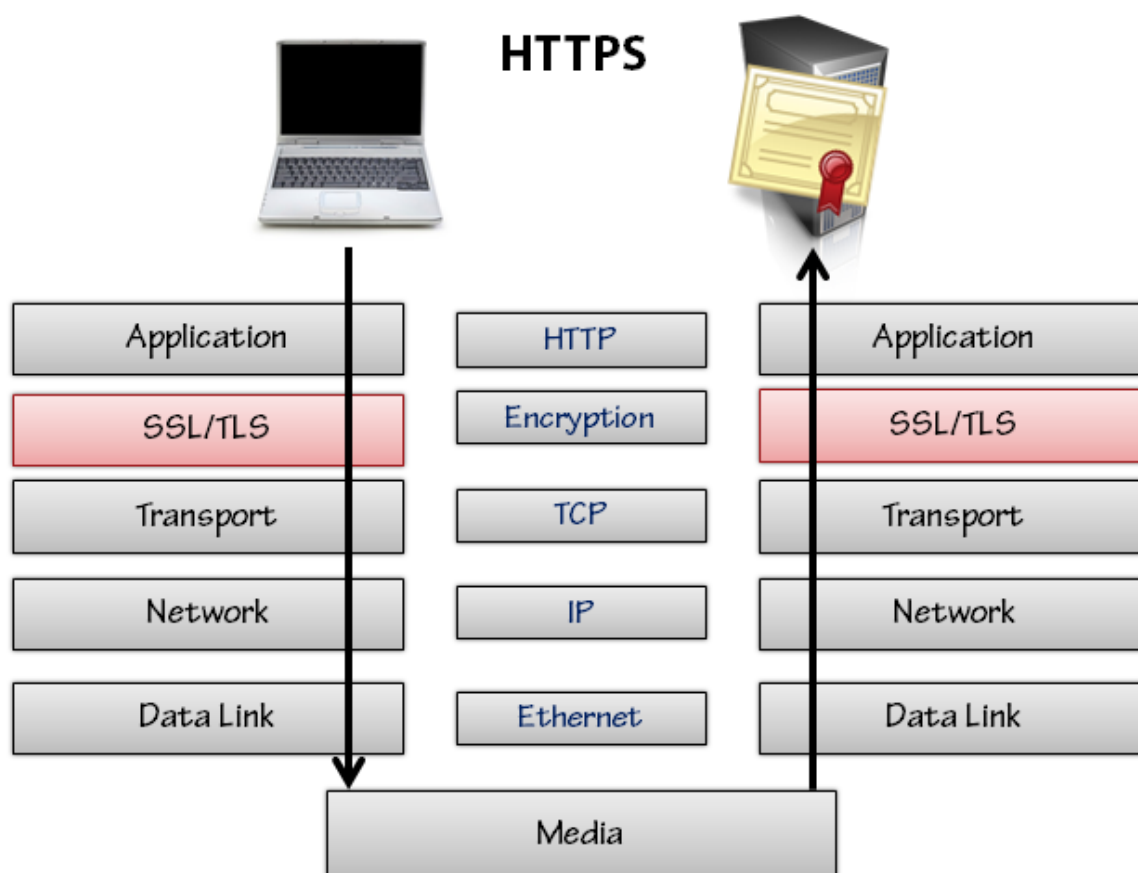 HTTPS
Application HTTP Application
SSL/TLS Encryption SSL/TLS
Transport TCP Transport
Network IP Network
Data Link Ethernet Data Link
Media